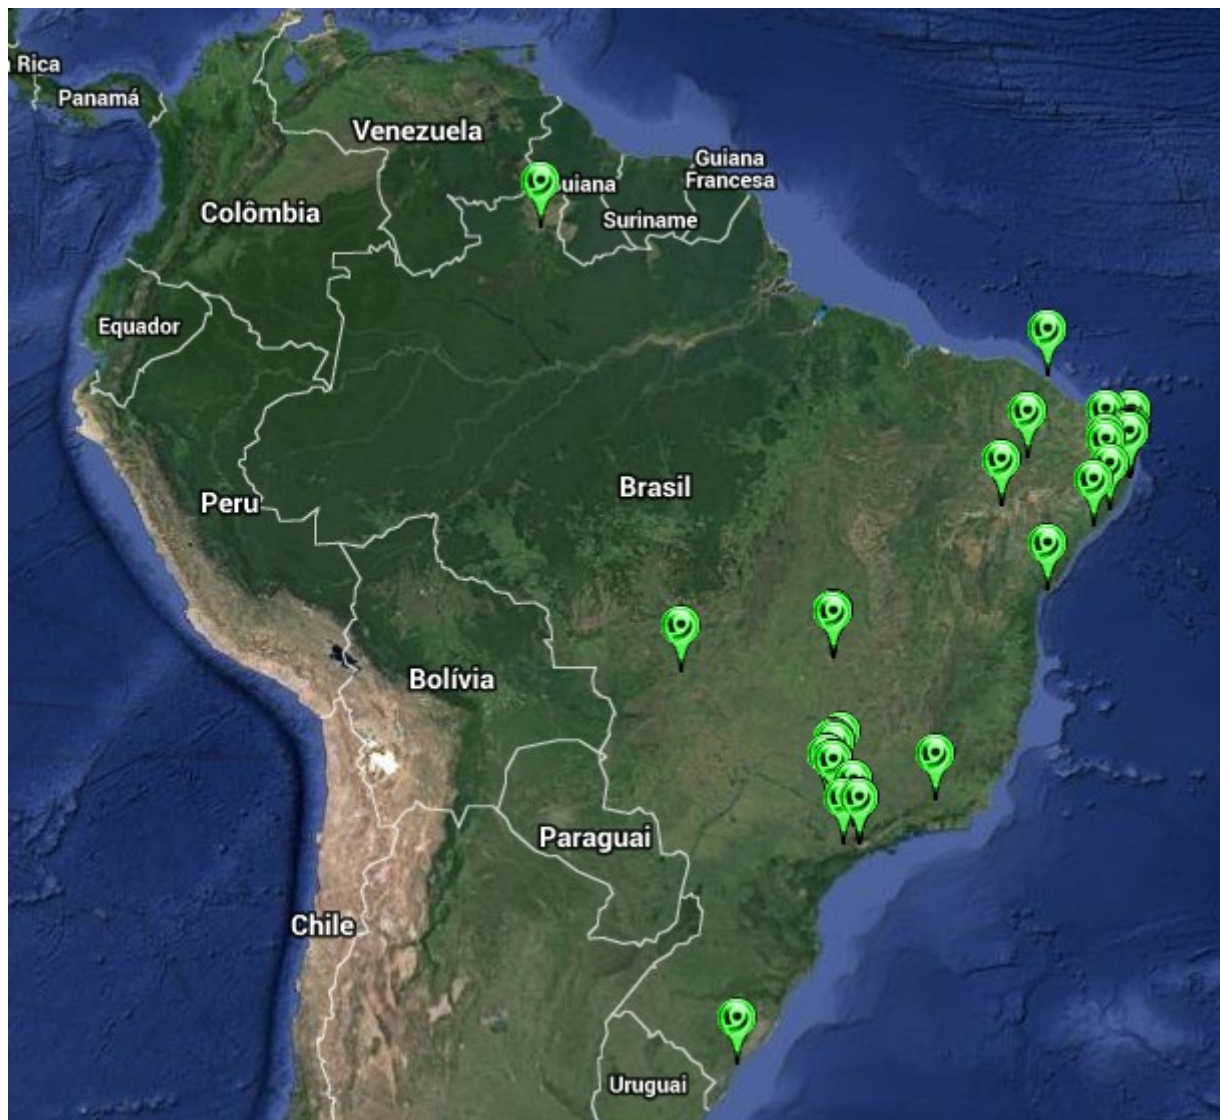 Rica
Panamá
Venezuela
Guiana
Francesa
uiana
Colômbia
Suriname
Equador
Brasil
Peru
Bolívia
Paraguai
Chile
Uruguai